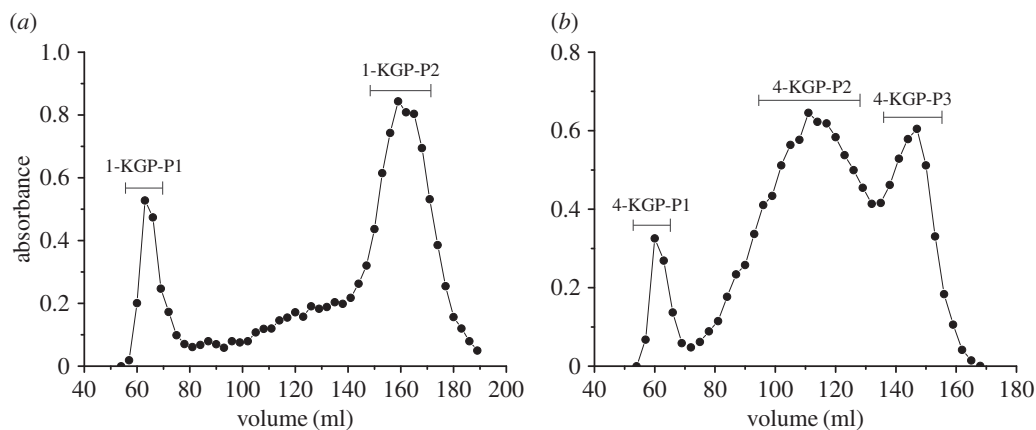 (a)
1.0
0.8
0.6
0.4
0.2
0
absorbance
1-KGP-P1
1-KGP-P2
40 60 80 100 120 140 160 180 200
volume (ml)
(b)
0.8
0.6
0.4
0.2
0
4-KGP-P1
4-KGP-P2
4-KGP-P3
40 60 80 100 120 140 160 180
volume (ml)